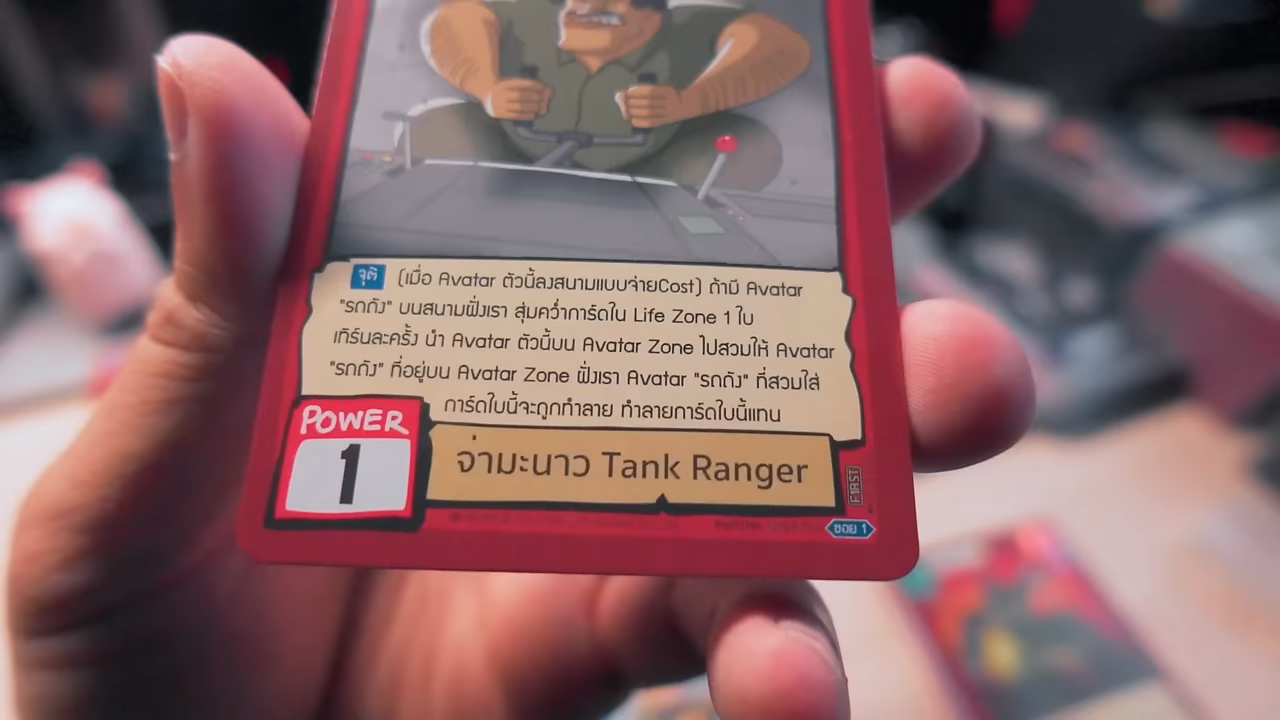 จุติ (เมื่อ Avatar ตัวนี้ลงสนามแบบจ่ายCost) ถ้ามี Avatar
"รถถัง" บนสนามฝั่งเรา สุ่มคว่ำการ์ดใน Life Zone 1 ใบ
เทิร์นละครั้ง นำ Avatar ตัวนี้บน Avatar Zone ไปสวมให้ Avatar
"รถถัง" ที่อยู่บน Avatar Zone ฝั่งเรา Avatar "รถถัง" ที่สวมใส่
การ์ดใบนี้จะถูกทำลาย ทำลายการ์ดใบนี้แทน
POWER
1
จ่ามะนาว Tank Ranger
F1RST
ซอย 1